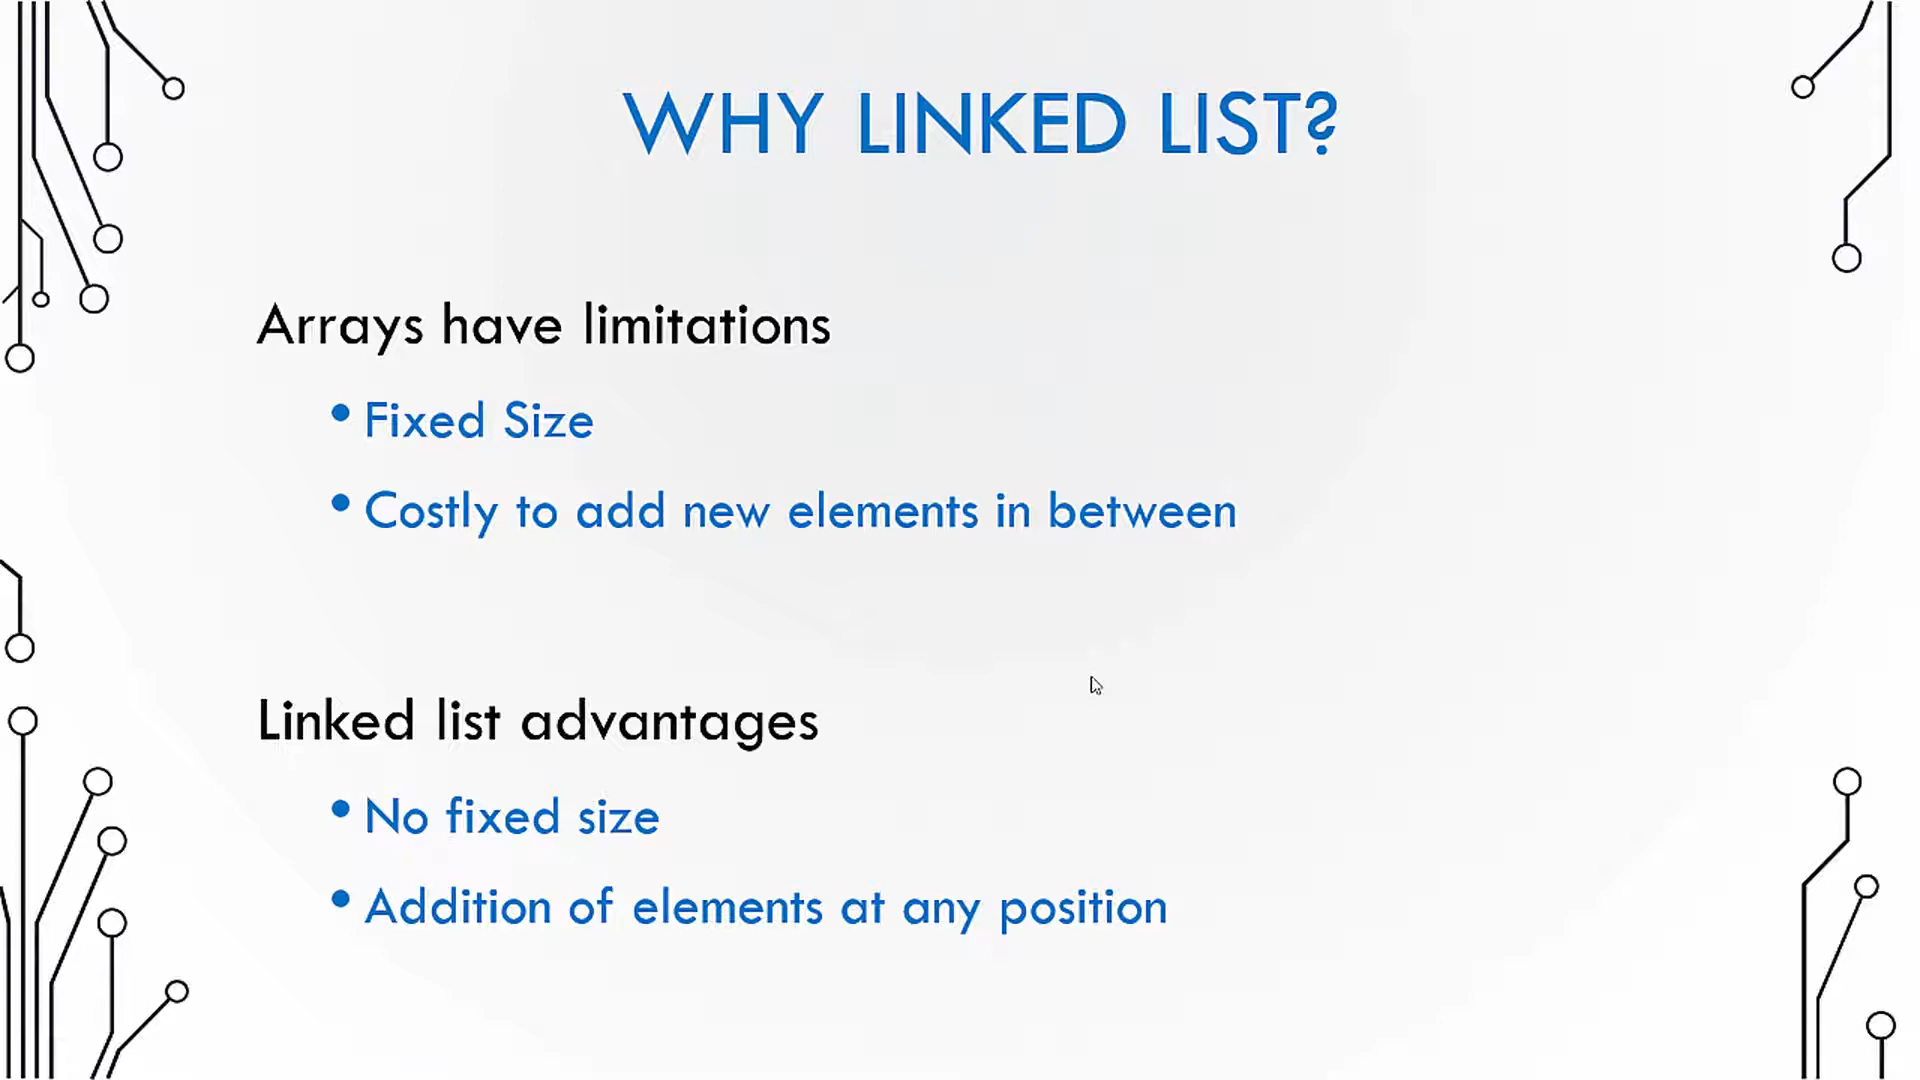 WHY LINKED LIST?
Arrays have limitations
• Fixed Size
• Costly to add new elements in between
Linked list advantages
• No fixed size
• Addition of elements at any position